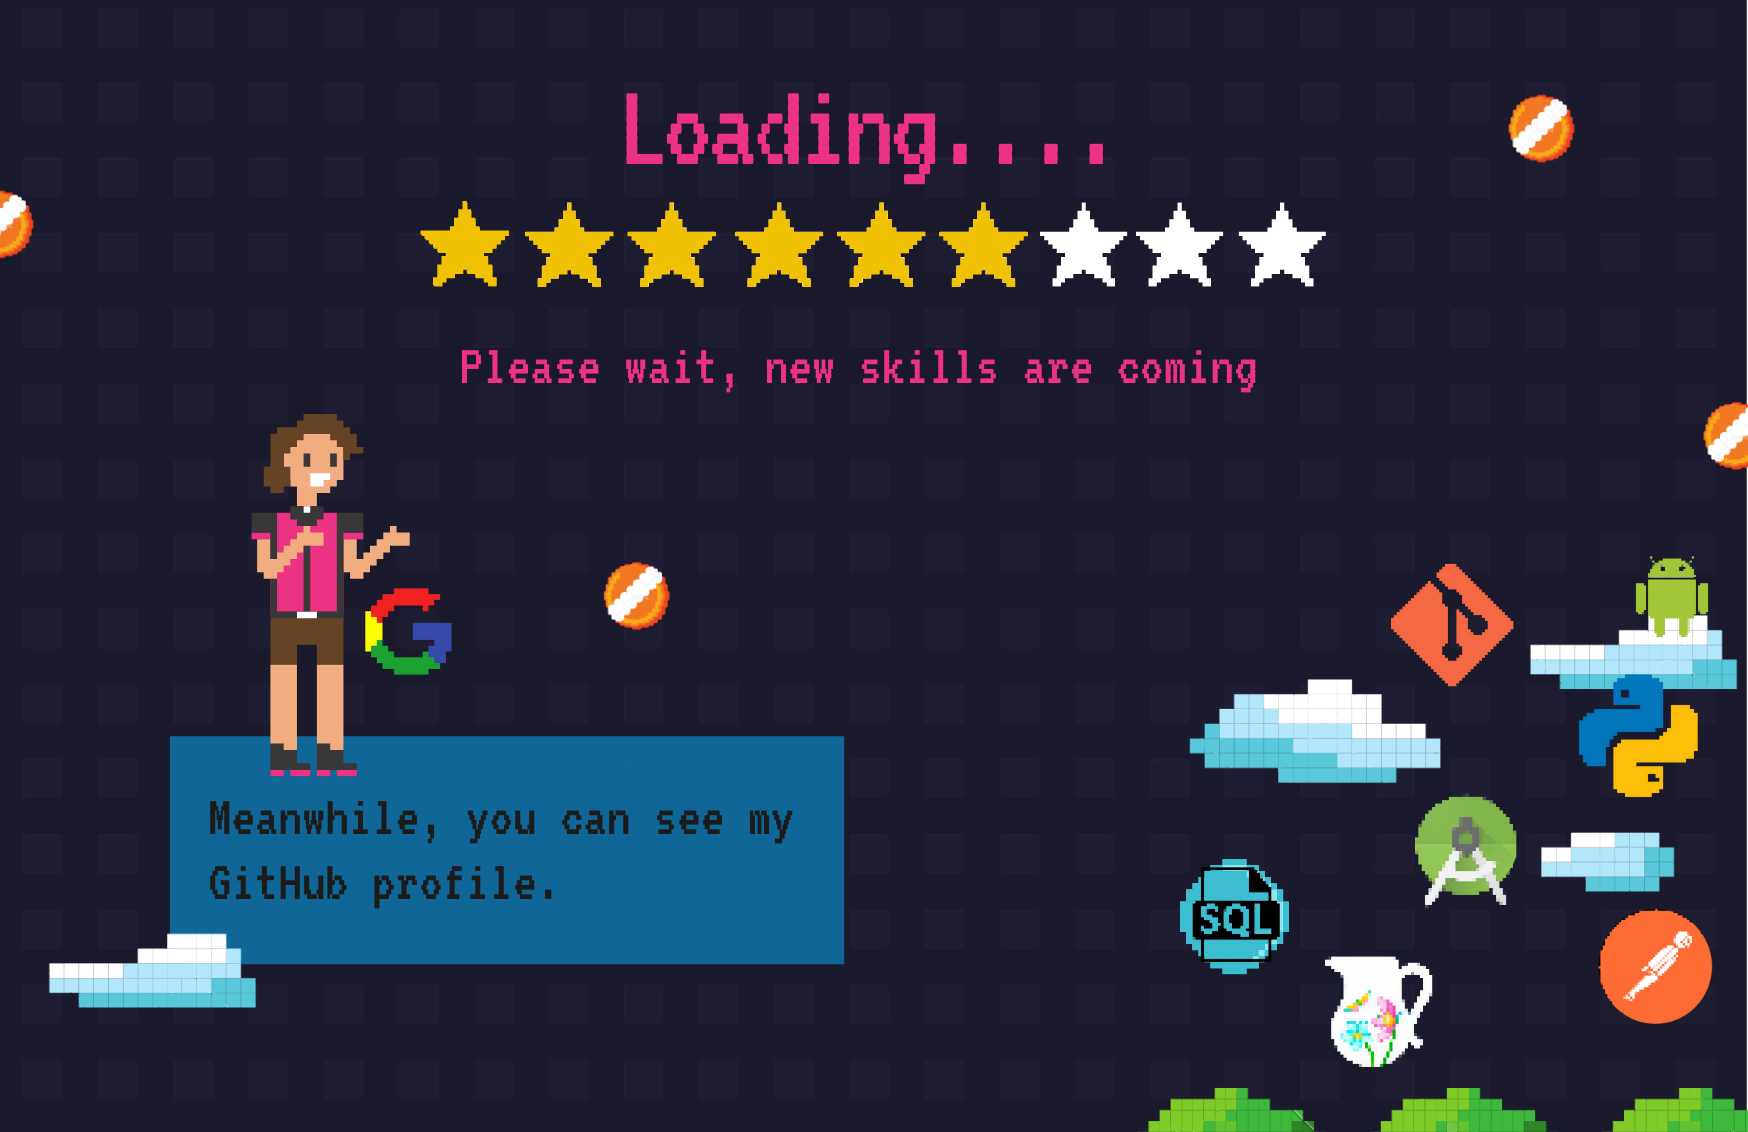 Loading....
Please wait, new skills are coming
Meanwhile, you can see my
GitHub profile.
SQL